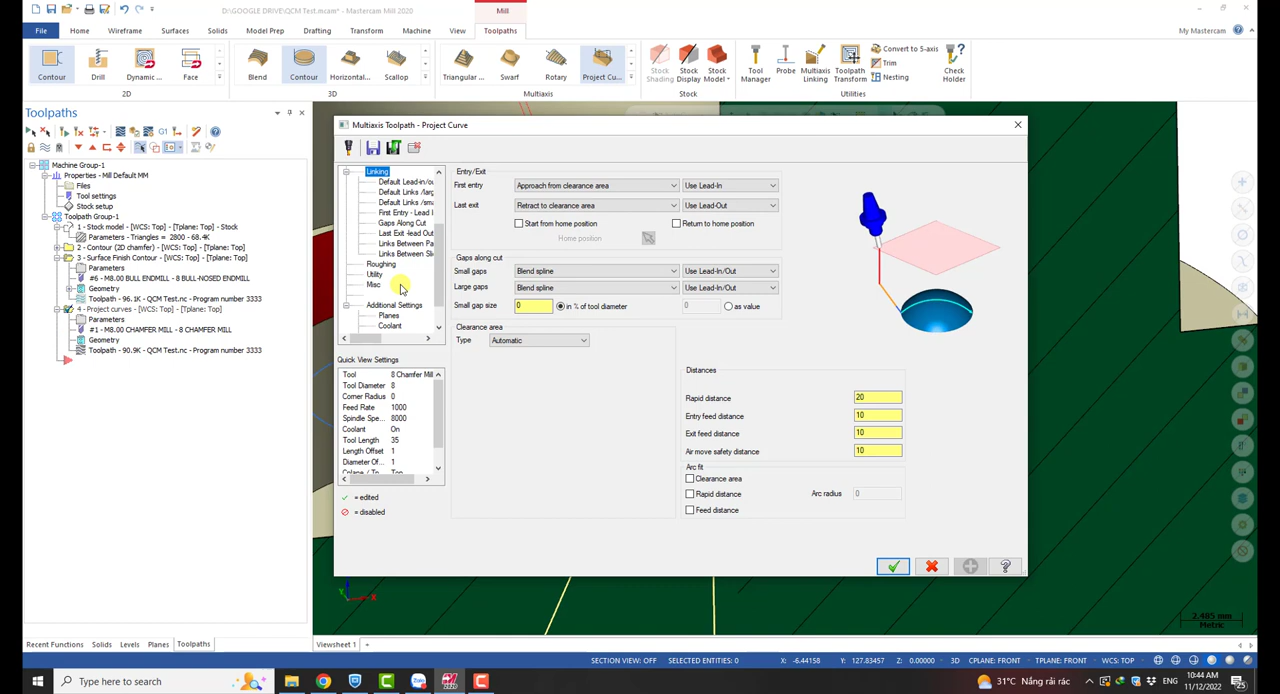 D:\GOOGLE DRIVE\QCM Test.mcam* - Mastercam Mill 2020
Mill
File Home Wireframe Surfaces Solids Model Prep Drafting Transform Machine View Toolpaths My Mastercam
Contour Drill Dynamic ... Face Blend Contour Horizontal... Scallop Triangular ... Swarf Rotary Project Cu... Stock Shading Stock Display Stock Model Tool Manager Probe Multiaxis Linking Toolpath Transform Convert to 5-axis Trim Nesting Check Holder
2D 3D Multiaxis Stock Utilities
Toolpaths
G1
Machine Group-1
Properties - Mill Default MM
Files
Tool settings
Stock setup
Toolpath Group-1
1 - Stock model - [WCS: Top] - [Tplane: Top]
Parameters - Triangles = 2800 - 68.4K
2 - Contour (2D chamfer) - [WCS: Top] - [Tplane: Top]
3 - Surface Finish Contour - [WCS: Top] - [Tplane: Top]
Parameters
#6 - M8.00 BULL ENDMILL - 8 BULL-NOSED ENDMILL
Geometry
Toolpath - 96.1K - QCM Test.nc - Program number 3333
4 - Project curves - [WCS: Top] - [Tplane: Top]
Parameters
#1 - M8.00 CHAMFER MILL - 8 CHAMFER MILL
Geometry
Toolpath - 90.9K - QCM Test.nc - Program number 3333
Multiaxis Toolpath - Project Curve
Linking
Default Lead-in/ou
Default Links /larg
Default Links /sma
First Entry - Lead I
Gaps Along Cut
Last Exit -lead Out
Links Between Pa
Links Between Sli
Roughing
Utility
Misc
Additional Settings
Planes
Coolant
Quick View Settings
Tool 8 Chamfer Mill
Tool Diameter 8
Corner Radius 0
Feed Rate 1000
Spindle Spe... 8000
Coolant On
Tool Length 35
Length Offset 1
Diameter Of... 1
Cplane / Tp... Top
= edited
= disabled
Entry/Exit
First entry Approach from clearance area Use Lead-In
Last exit Retract to clearance area Use Lead-Out
Start from home position Return to home position
Home position
Gaps along cut
Small gaps Blend spline Use Lead-In/Out
Large gaps Blend spline Use Lead-In/Out
Small gap size 0 in % of tool diameter 0 as value
Clearance area
Type Automatic
Distances
Rapid distance 20
Entry feed distance 10
Exit feed distance 10
Air move safety distance 10
Arc fit
Clearance area
Rapid distance Arc radius 0
Feed distance
Y X
2.485 mm
Metric
Recent Functions Solids Levels Planes Toolpaths Viewsheet 1 +
SECTION VIEW: OFF SELECTED ENTITIES: 0 X: -6.44158 Y: 127.83457 Z: 0.00000 3D CPLANE: FRONT TPLANE: FRONT WCS: TOP
Type here to search 2020 31°C Nắng rải rác ENG 10:44 AM
11/12/2022 25